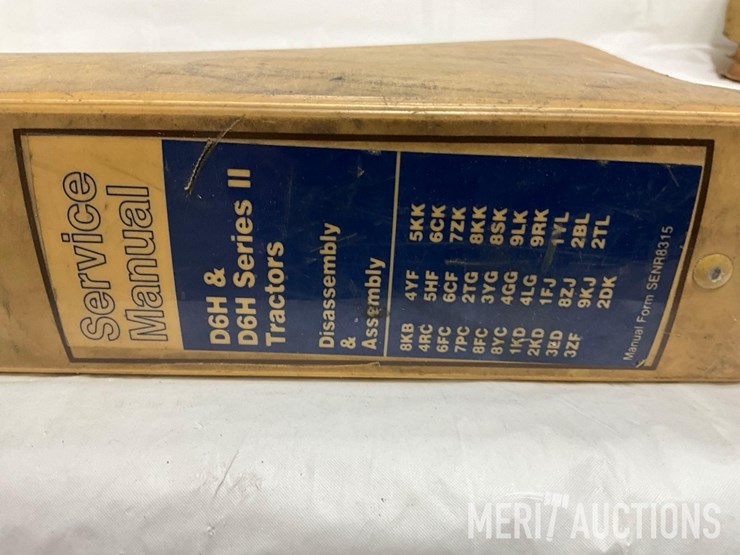 Service
Manual
D6H &
D6H Series II
Tractors
Disassembly
&
Assembly
8KB 4YF 5KK
4RC 5HF 6CK
6FC 6CF 7ZK
7PC 2TG 8KK
8FC 3YG 8SK
8YC 4GG 9LK
1KD 4LG 9RK
2KD 1FJ 1YL
3ED 8ZJ 2BL
3ZF 9KJ 2TL
2DK
Manual Form SENR8315
MERIT AUCTIONS